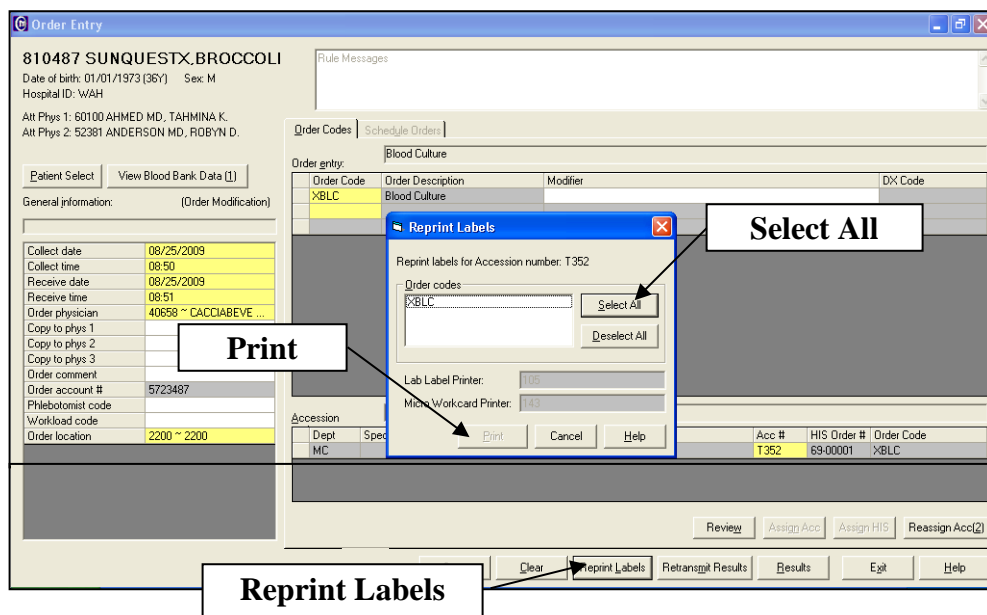 Order Entry
810487 SUNQUESTX,BROCCOLI
Date of birth: 01/01/1973 (36Y) Sex: M
Hospital ID: WAH
Att Phys 1: 60100 AHMED MD, TAHMINA K.
Att Phys 2: 52381 ANDERSON MD, ROBYN D.
Rule Messages
Patient Select
View Blood Bank Data (1)
General information: (Order Modification)
Collect date 08/25/2009
Collect time 08:50
Receive date 08/25/2009
Receive time 08:51
Order physician 40658 ~ CACCIABEVE ...
Copy to phys 1
Copy to phys 2
Copy to phys 3
Order comment
Order account # 5723487
Phlebotomist code
Workload code
Order location 2200 ~ 2200
Order Codes Schedule Orders
Blood Culture
Order entry:
Order Code Order Description Modifier DX Code
XBLC Blood Culture
Reprint Labels
Reprint labels for Accession number: T352
Order codes
XBLC
Select All
Deselect All
Lab Label Printer: 105
Micro Workcard Printer: 143
Print Cancel Help
Select All
Print
Accession
Dept Spec Acc # HIS Order # Order Code
MC T352 69-00001 XBLC
Review Assign Acc Assign HIS Reassign Acc(2)
Clear Reprint Labels Retransmit Results Results Exit Help
Reprint Labels